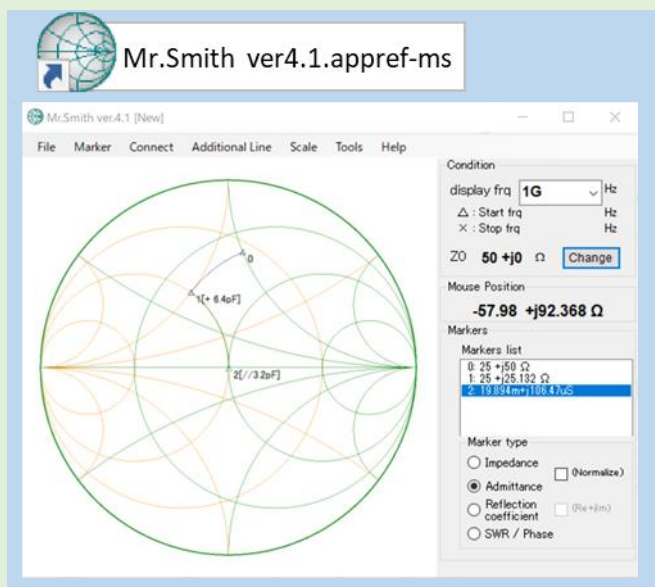 Mr.Smith ver4.1.appref-ms
Mr.Smith ver.4.1 [New]
File Marker Connect Additional Line Scale Tools Help
Condition
display frq 1G Hz
△ : Start frq Hz
× : Stop frq Hz
ZO 50 +j0 Ω Change
Mouse Position
-57.98 +j92.368 Ω
Markers
Markers list
0: 25 +j50 Ω
1: 25 +j25.132 Ω
2: 19.894m+j106.47uS
Marker type
Impedance
(Normalize)
Admittance
Reflection coefficient
(Re+jIm)
SWR / Phase
0
1[+ 6.4pF]
2[//3.2pF]